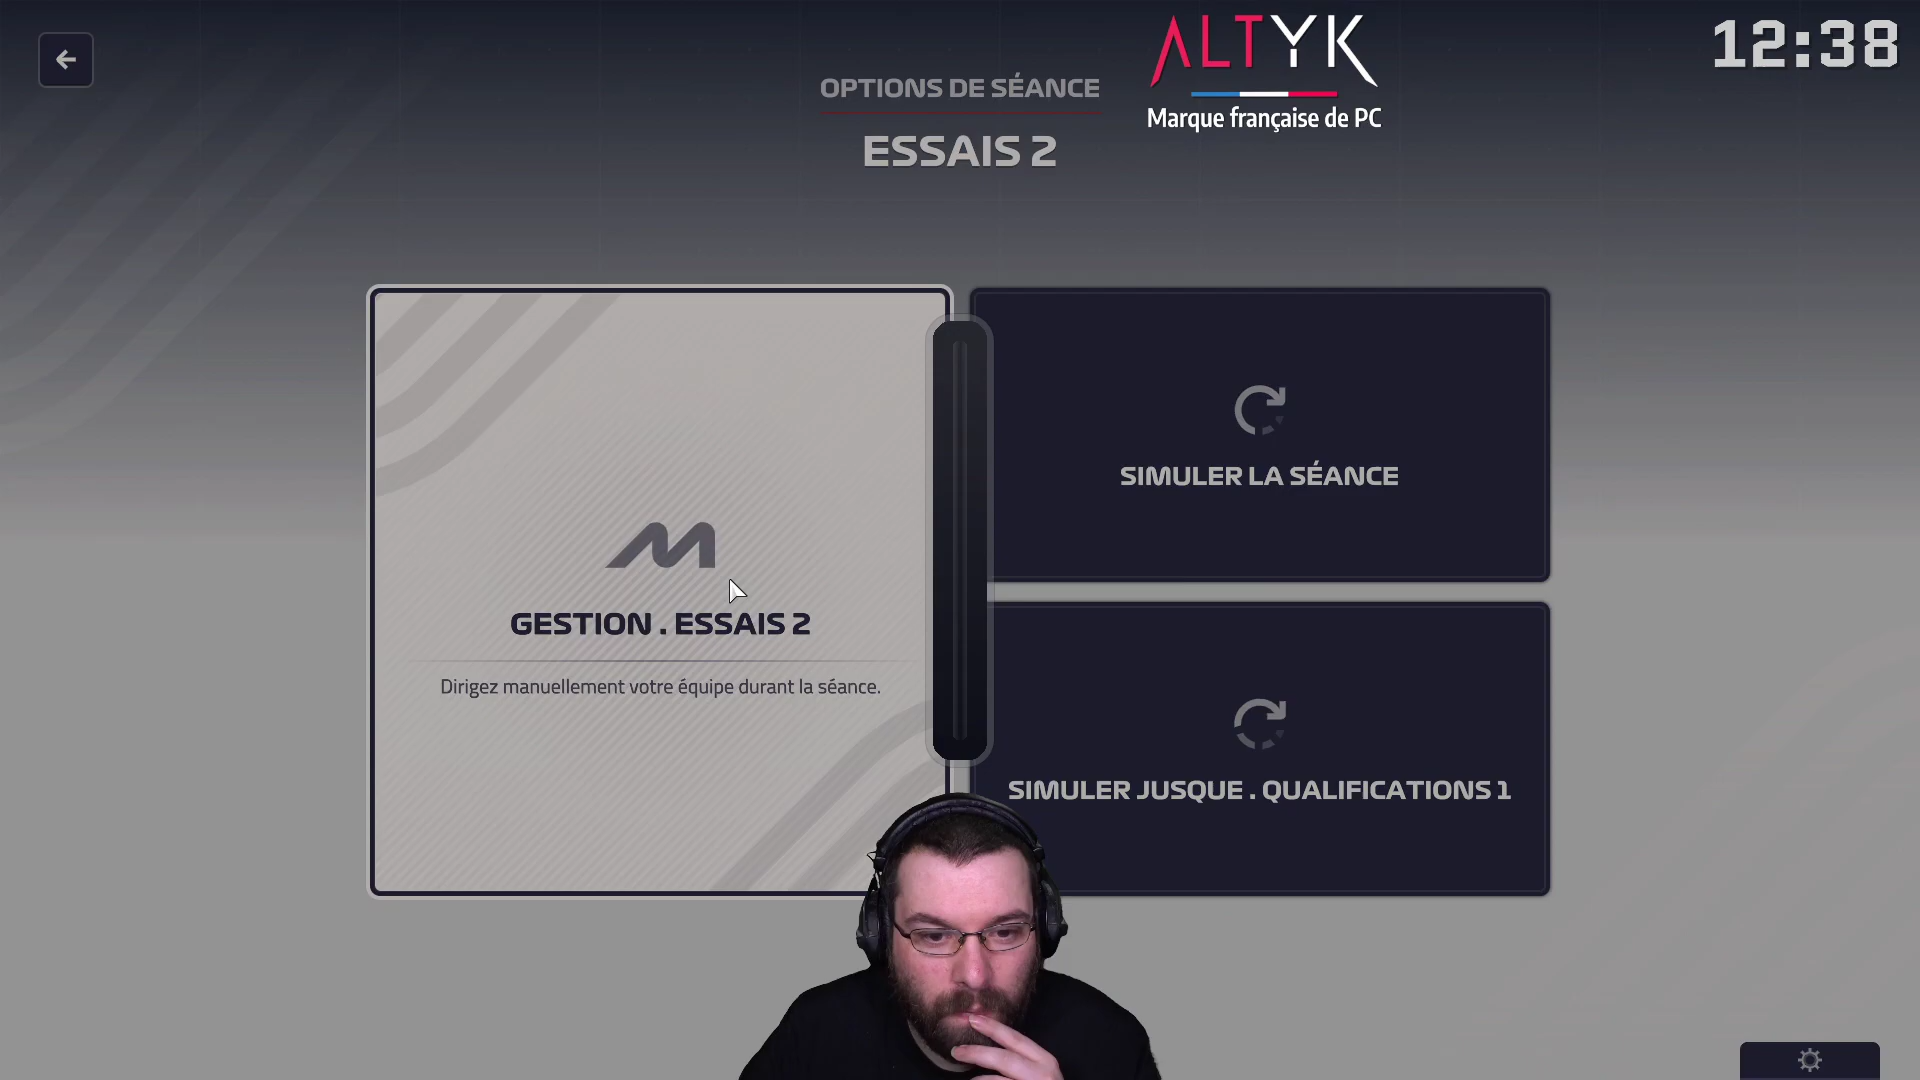 ALTYK
12:38
OPTIONS DE SÉANCE
Marque française de PC
ESSAIS 2
SIMULER LA SÉANCE
GESTION . ESSAIS 2
Dirigez manuellement votre équipe durant la séance.
SIMULER JUSQUE . QUALIFICATIONS 1